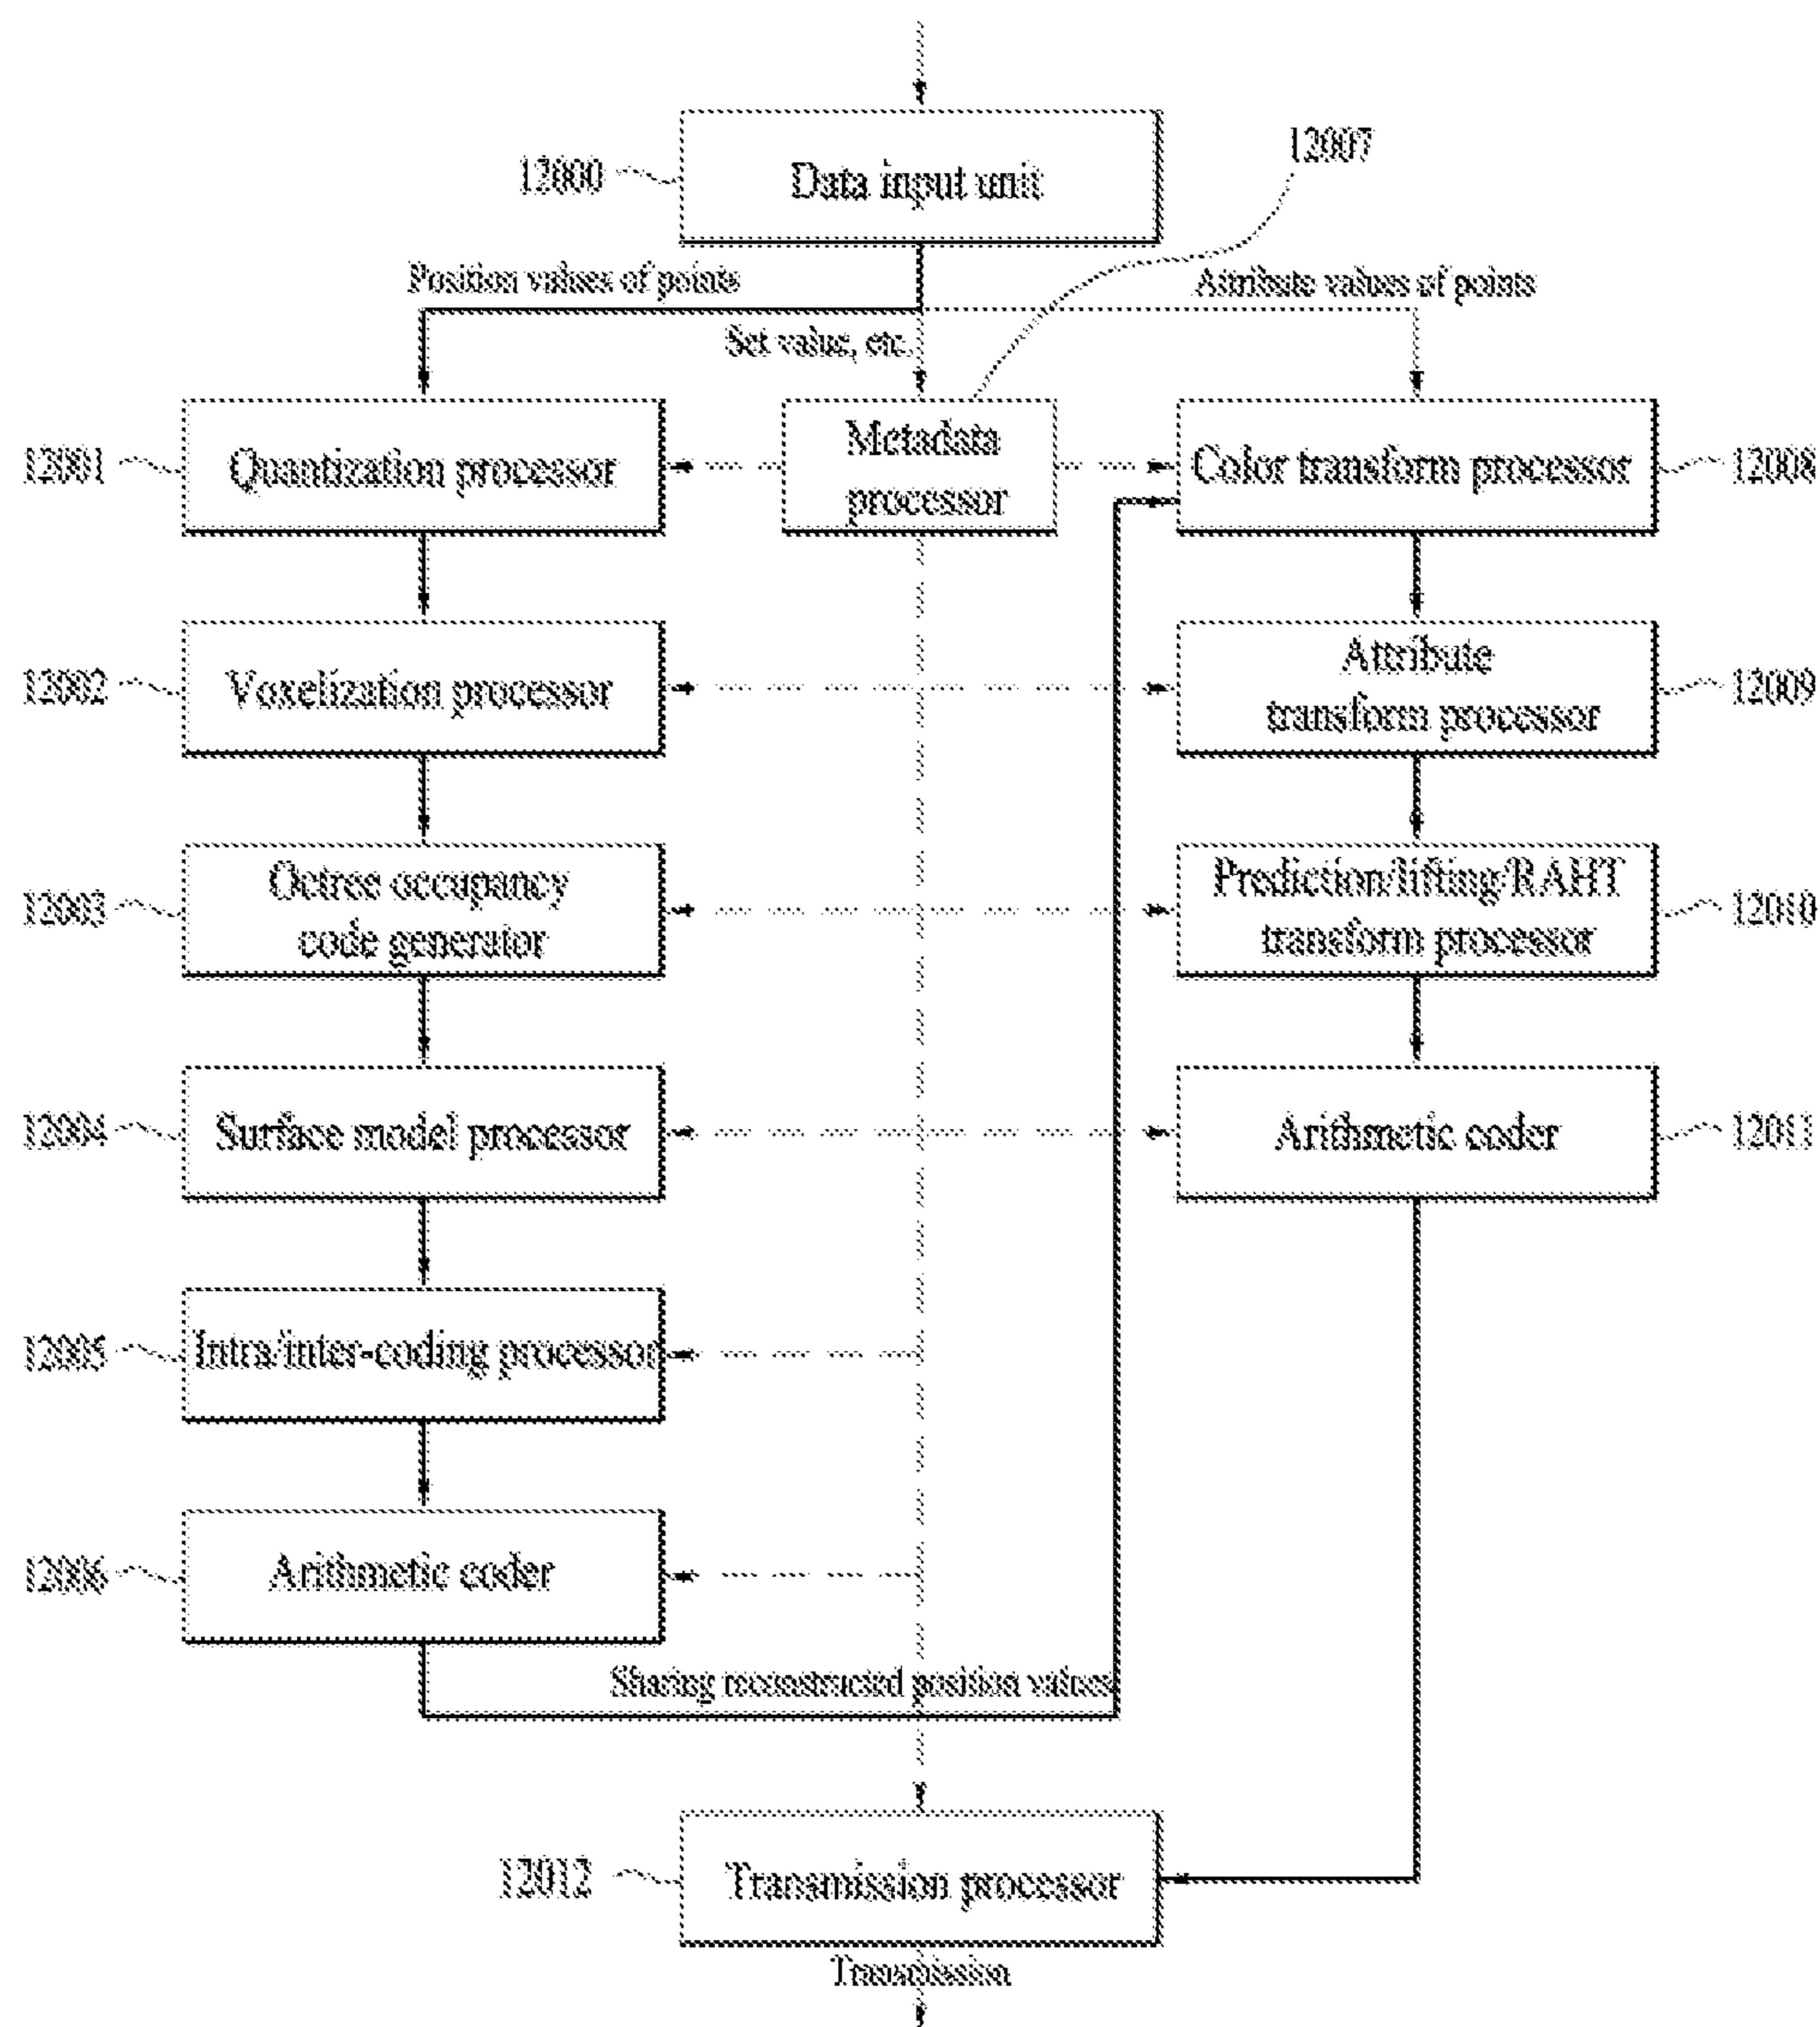 12000
Data input unit
12007
Position values of points
Attribute values of points
Set value, etc.
12001
Quantization processor
Metadata
processor
Color transform processor
12008
12002
Voxelization processor
Attribute
transform processor
12009
12003
Octree occupancy
code generator
Prediction/lifting/RAHT
transform processor
12010
12004
Surface model processor
Arithmetic coder
12011
12005
Intra/inter-coding processor
12006
Arithmetic coder
Sharing reconstructed position values
12012
Transmission processor
Transmission